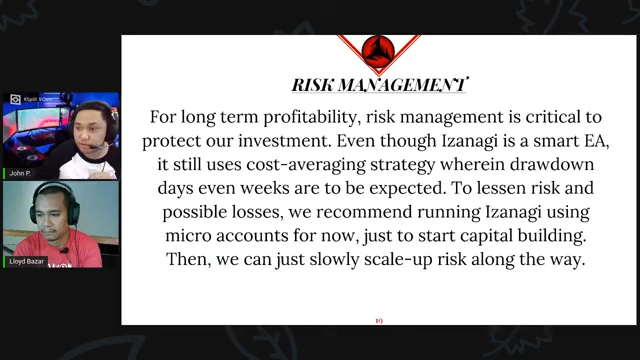 RISK MANAGEMENT
For long term profitability, risk management is critical to
protect our investment. Even though Izanagi is a smart EA,
it still uses cost-averaging strategy wherein drawdown
days even weeks are to be expected. To lessen risk and
possible losses, we recommend running Izanagi using
micro accounts for now, just to start capital building.
Then, we can just slowly scale-up risk along the way.
19
XSplit VCam
John P.
Lloyd Bazar